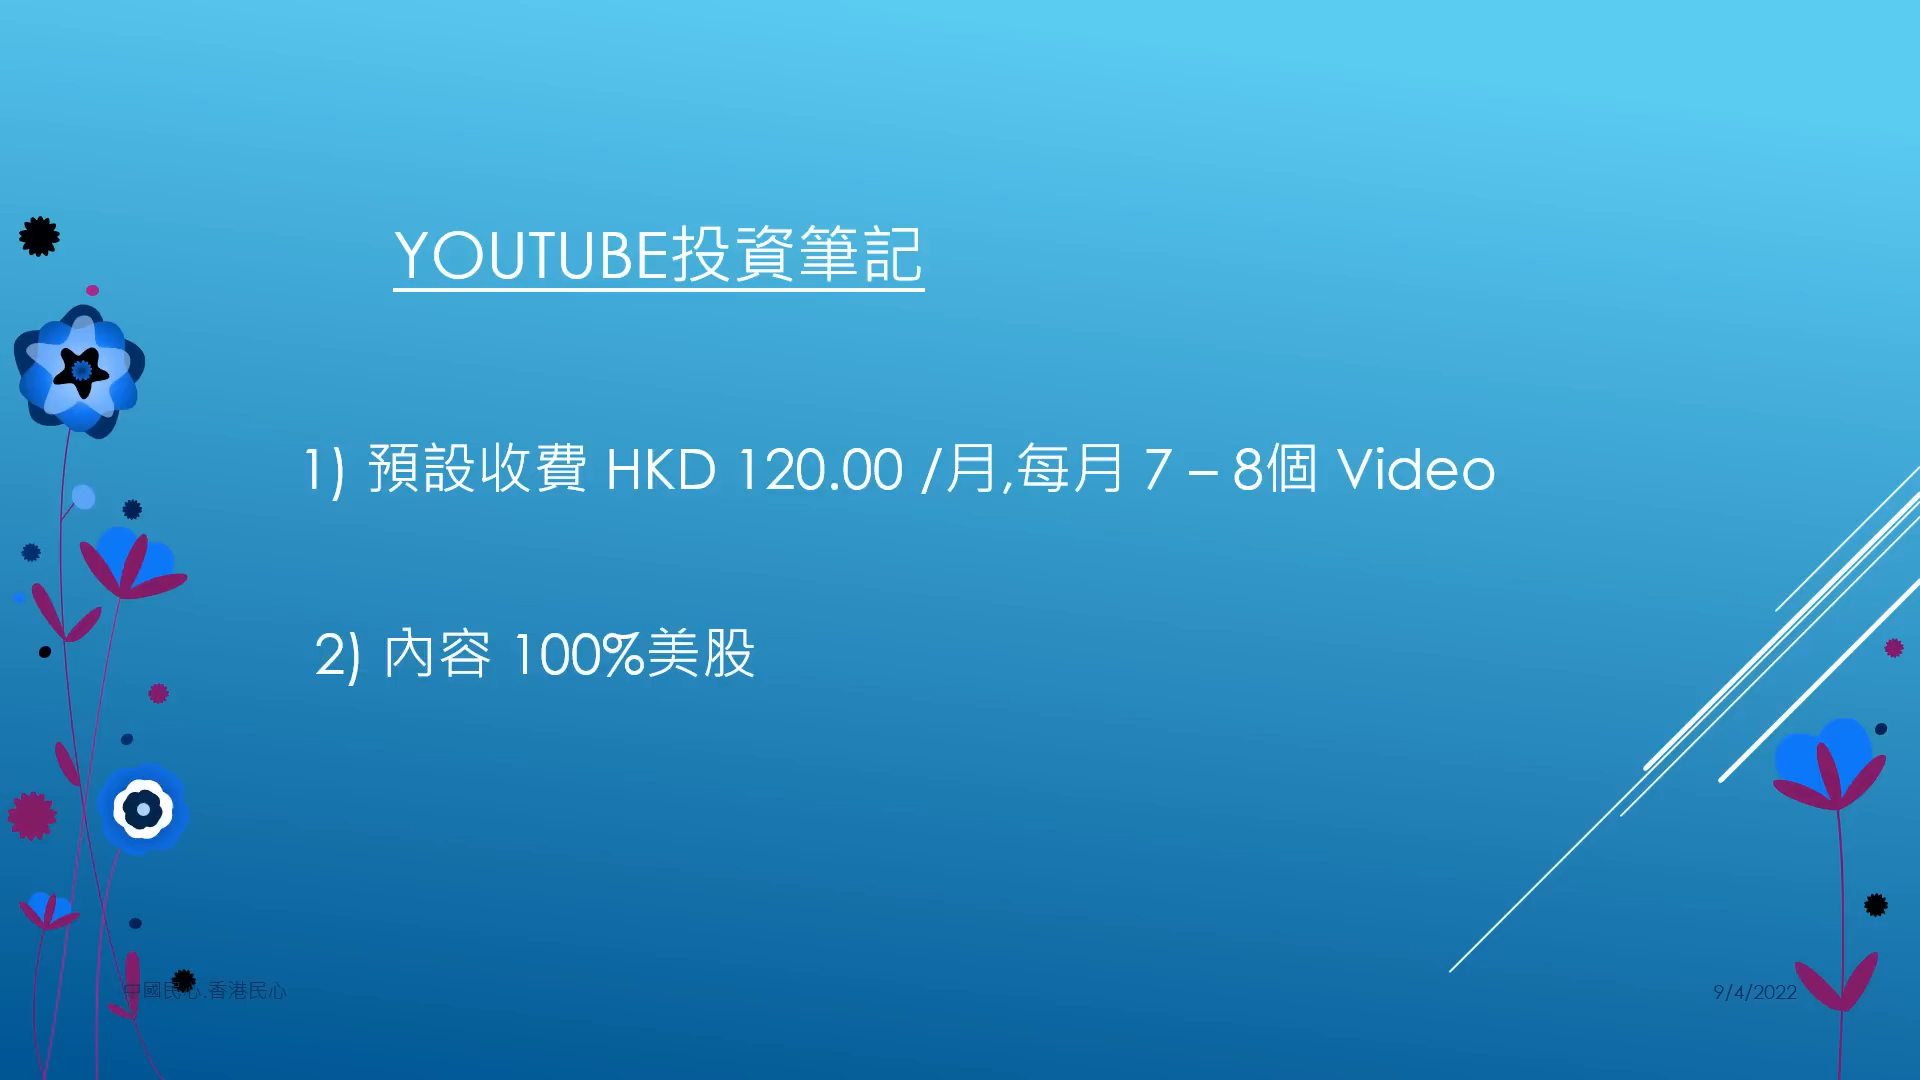 YOUTUBE投資筆記
1) 預設收費 HKD 120.00 /月,每月 7 – 8個 Video
2) 內容 100%美股
中國民心.香港民心
9/4/2022